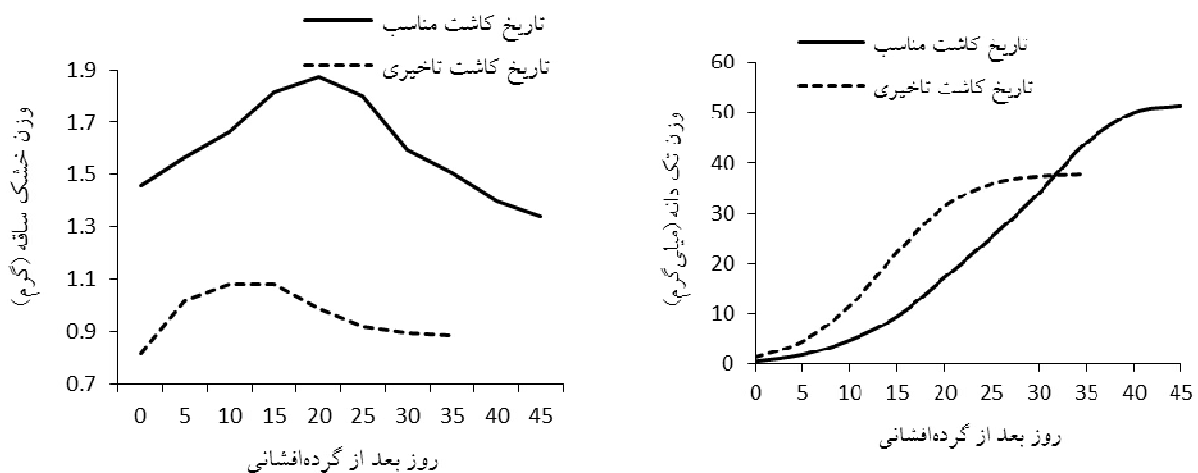 تاریخ کاشت مناسب
تاریخ کاشت تاخیری
وزن خشک ساقه (گرم)
1.9
1.7
1.5
1.3
1.1
0.9
0.7
0 5 10 15 20 25 30 35 40 45
روز بعد از گرده‌افشانی
تاریخ کاشت مناسب
تاریخ کاشت تاخیری
وزن تک دانه (میلی‌گرم)
60
50
40
30
20
10
0
0 5 10 15 20 25 30 35 40 45
روز بعد از گرده‌افشانی